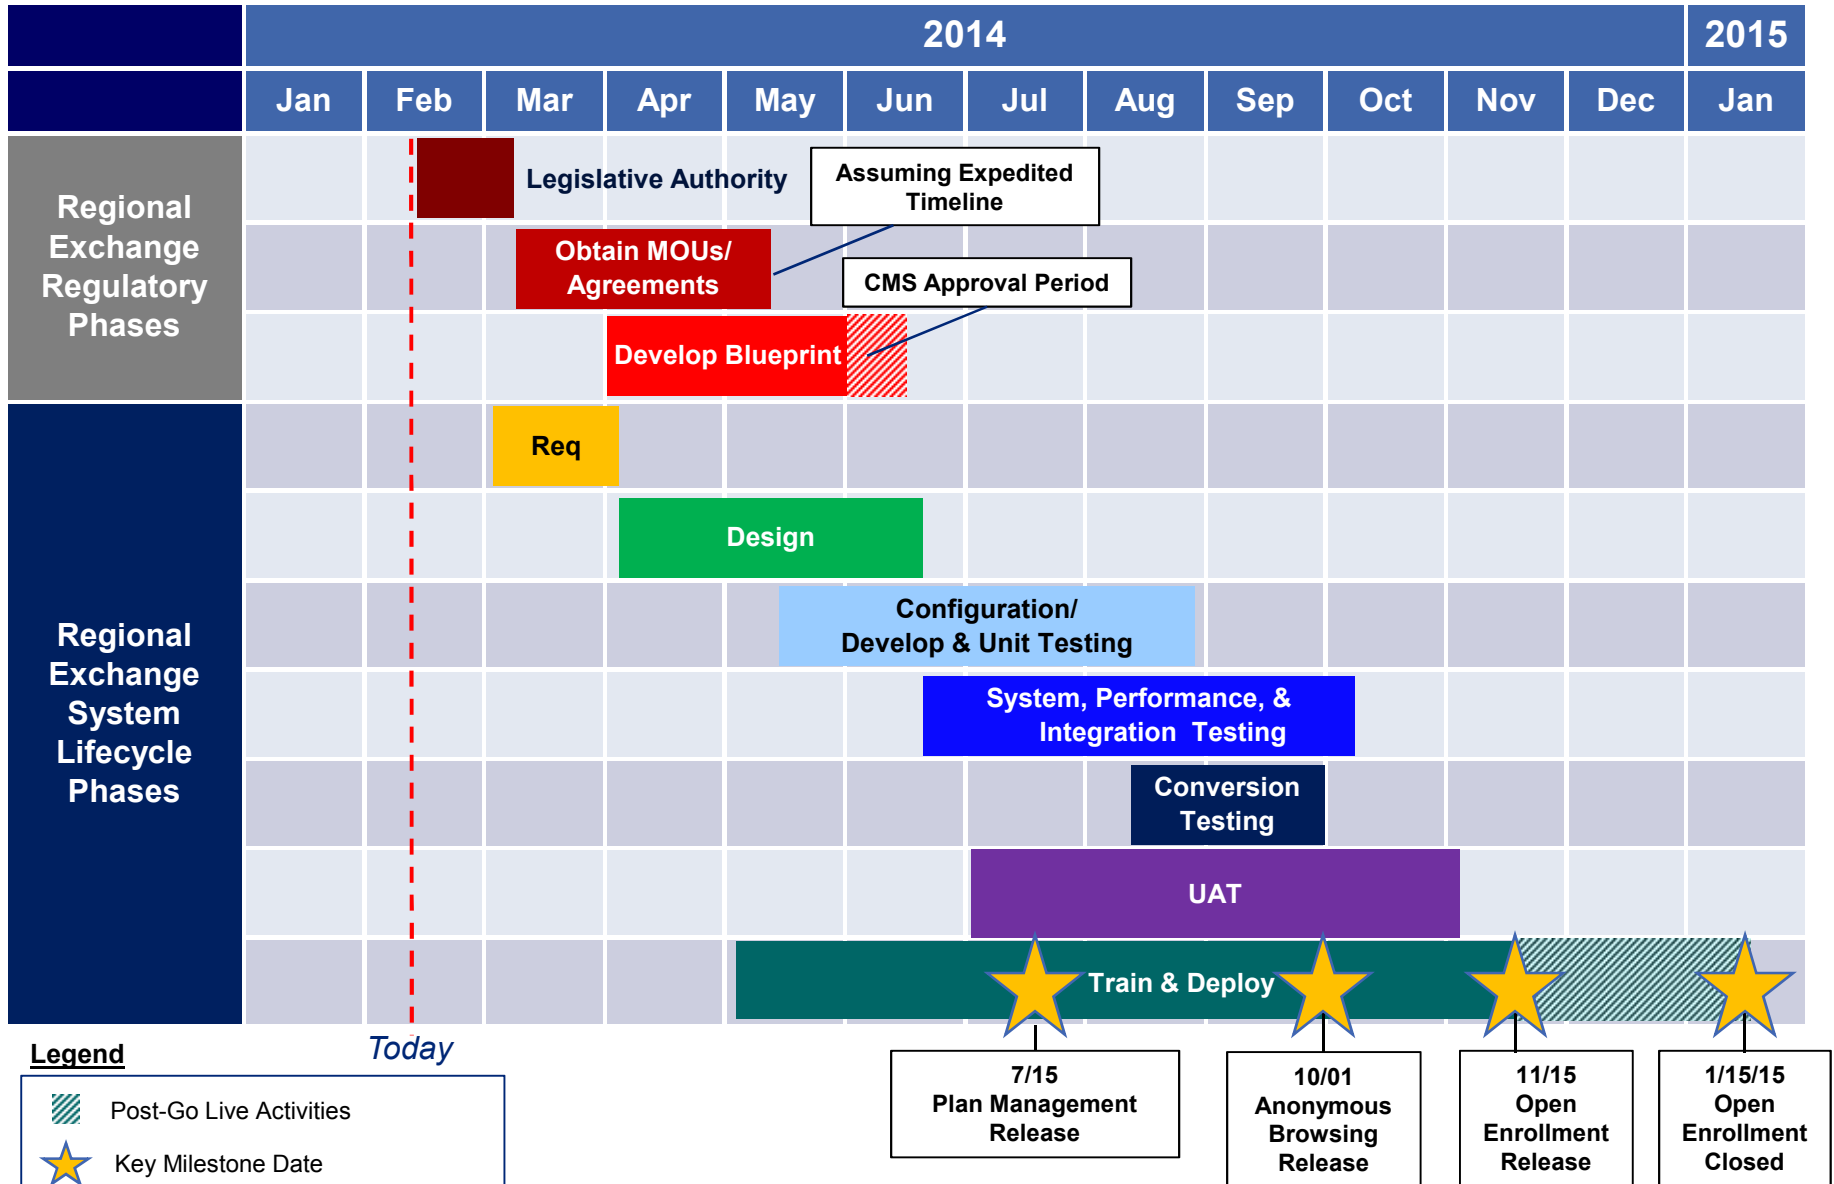 2014
2015
Jan Feb Mar Apr May Jun Jul Aug Sep Oct Nov Dec Jan
Regional
Exchange
Regulatory
Phases
Legislative Authority
Assuming Expedited
Timeline
Obtain MOUs/
Agreements
CMS Approval Period
Develop Blueprint
Regional
Exchange
System
Lifecycle
Phases
Req
Design
Configuration/
Develop & Unit Testing
System, Performance, &
Integration Testing
Conversion
Testing
UAT
Train & Deploy
Today
7/15
Plan Management
Release
10/01
Anonymous
Browsing
Release
11/15
Open
Enrollment
Release
1/15/15
Open
Enrollment
Closed
Legend
Post-Go Live Activities
Key Milestone Date